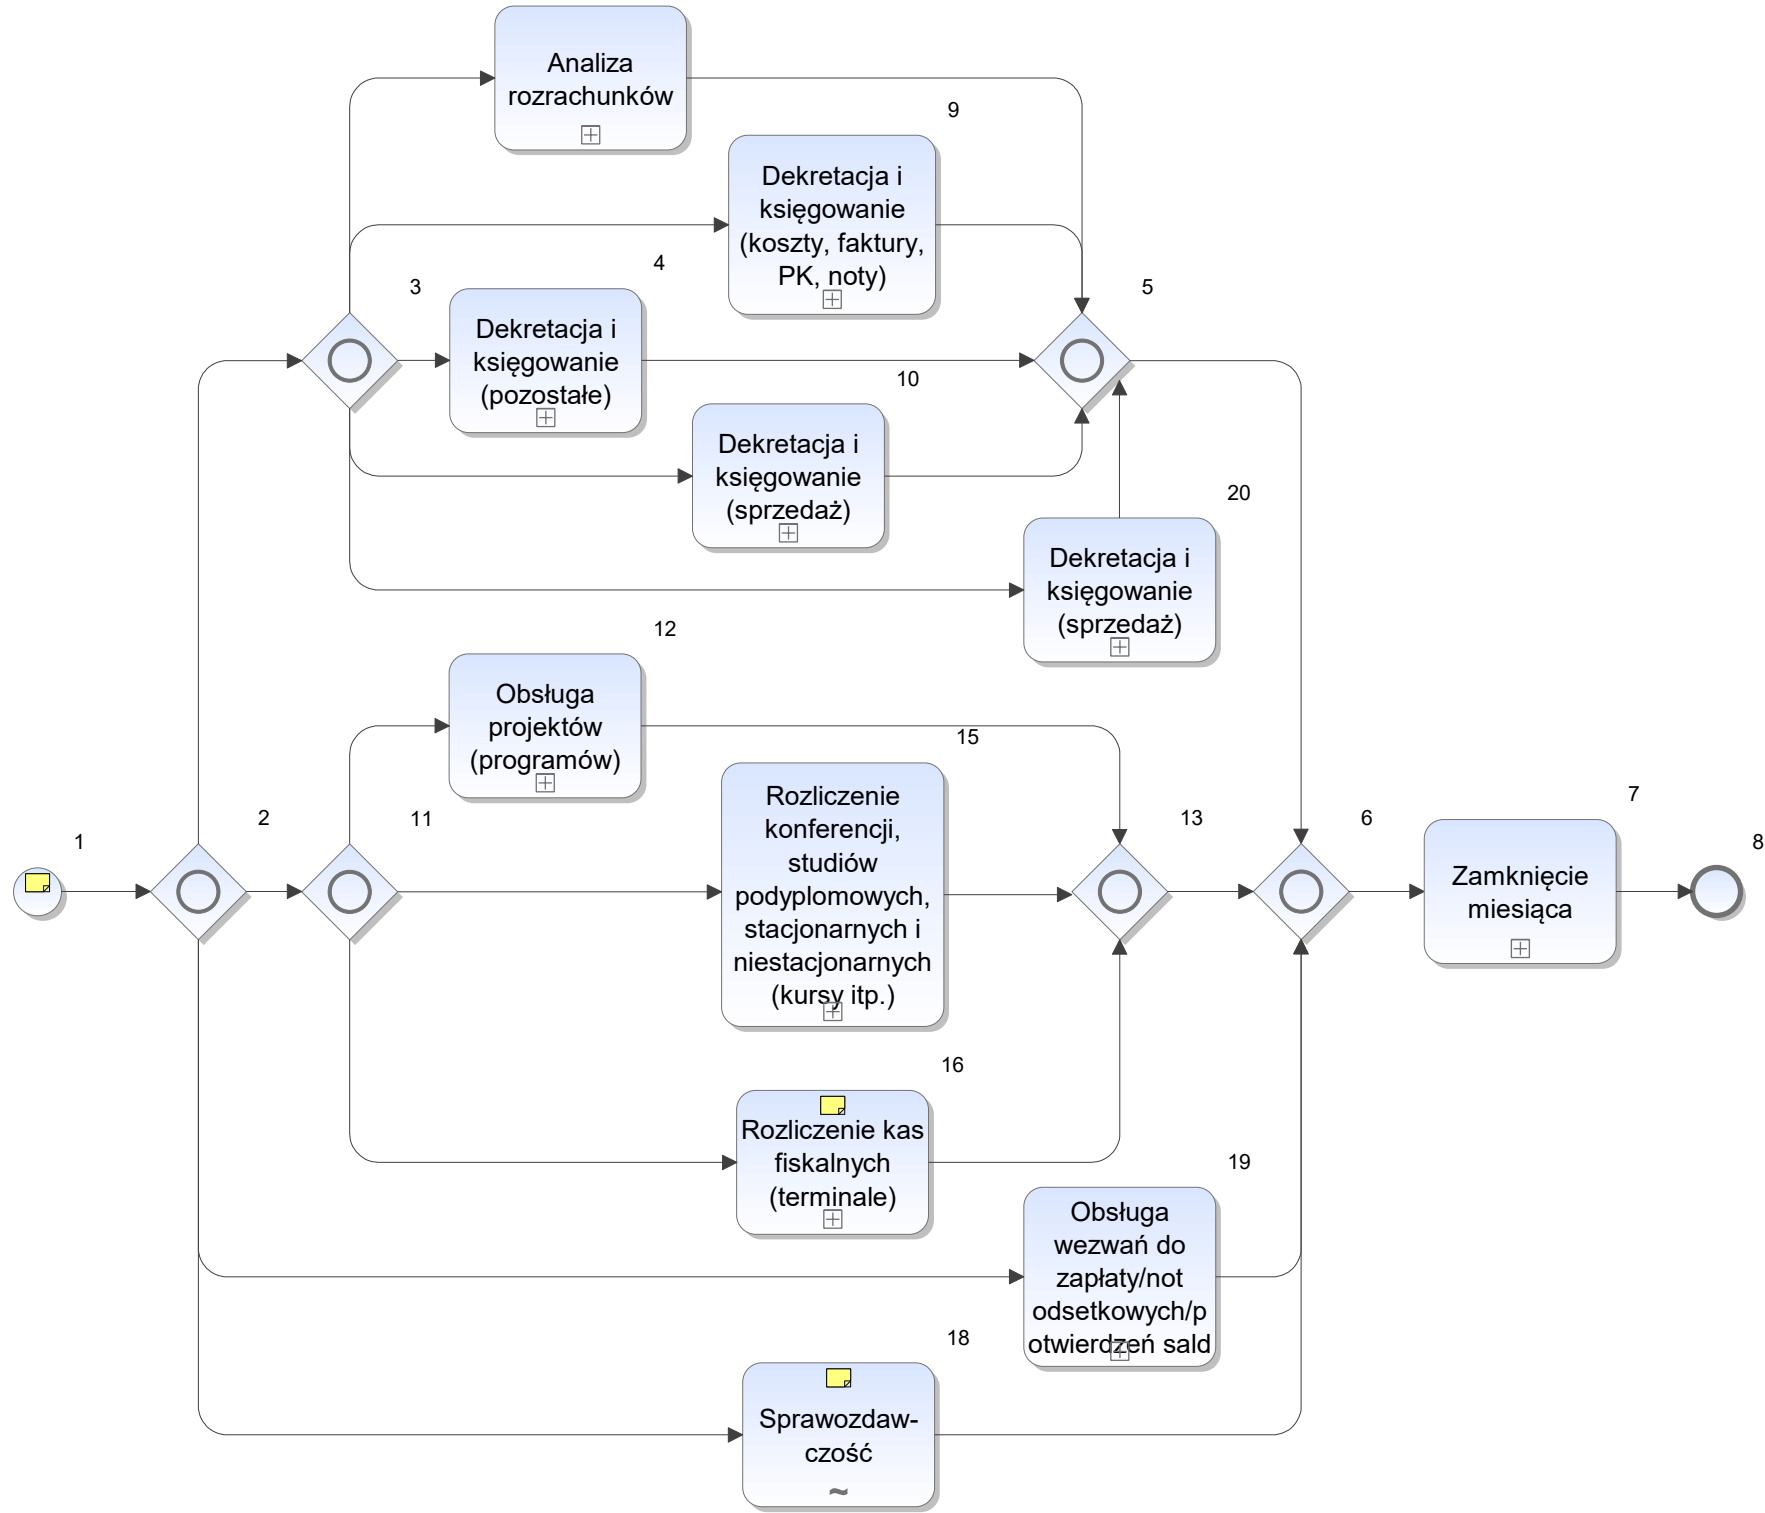 Analiza
rozrachunków
9
Dekretacja i
księgowanie
(koszty, faktury,
PK, noty)
3
4
Dekretacja i
księgowanie
(pozostałe)
5
10
Dekretacja i
księgowanie
(sprzedaż)
20
Dekretacja i
księgowanie
(sprzedaż)
12
Obsługa
projektów
(programów)
15
Rozliczenie
konferencji,
studiów
podyplomowych,
stacjonarnych i
niestacjonarnych
(kursy itp.)
1
2
11
13
6
7
Zamknięcie
miesiąca
8
16
Rozliczenie kas
fiskalnych
(terminale)
19
Obsługa
wezwań do
zapłaty/not
odsetkowych/p
otwierdzeń sald
18
Sprawozdaw-
czość